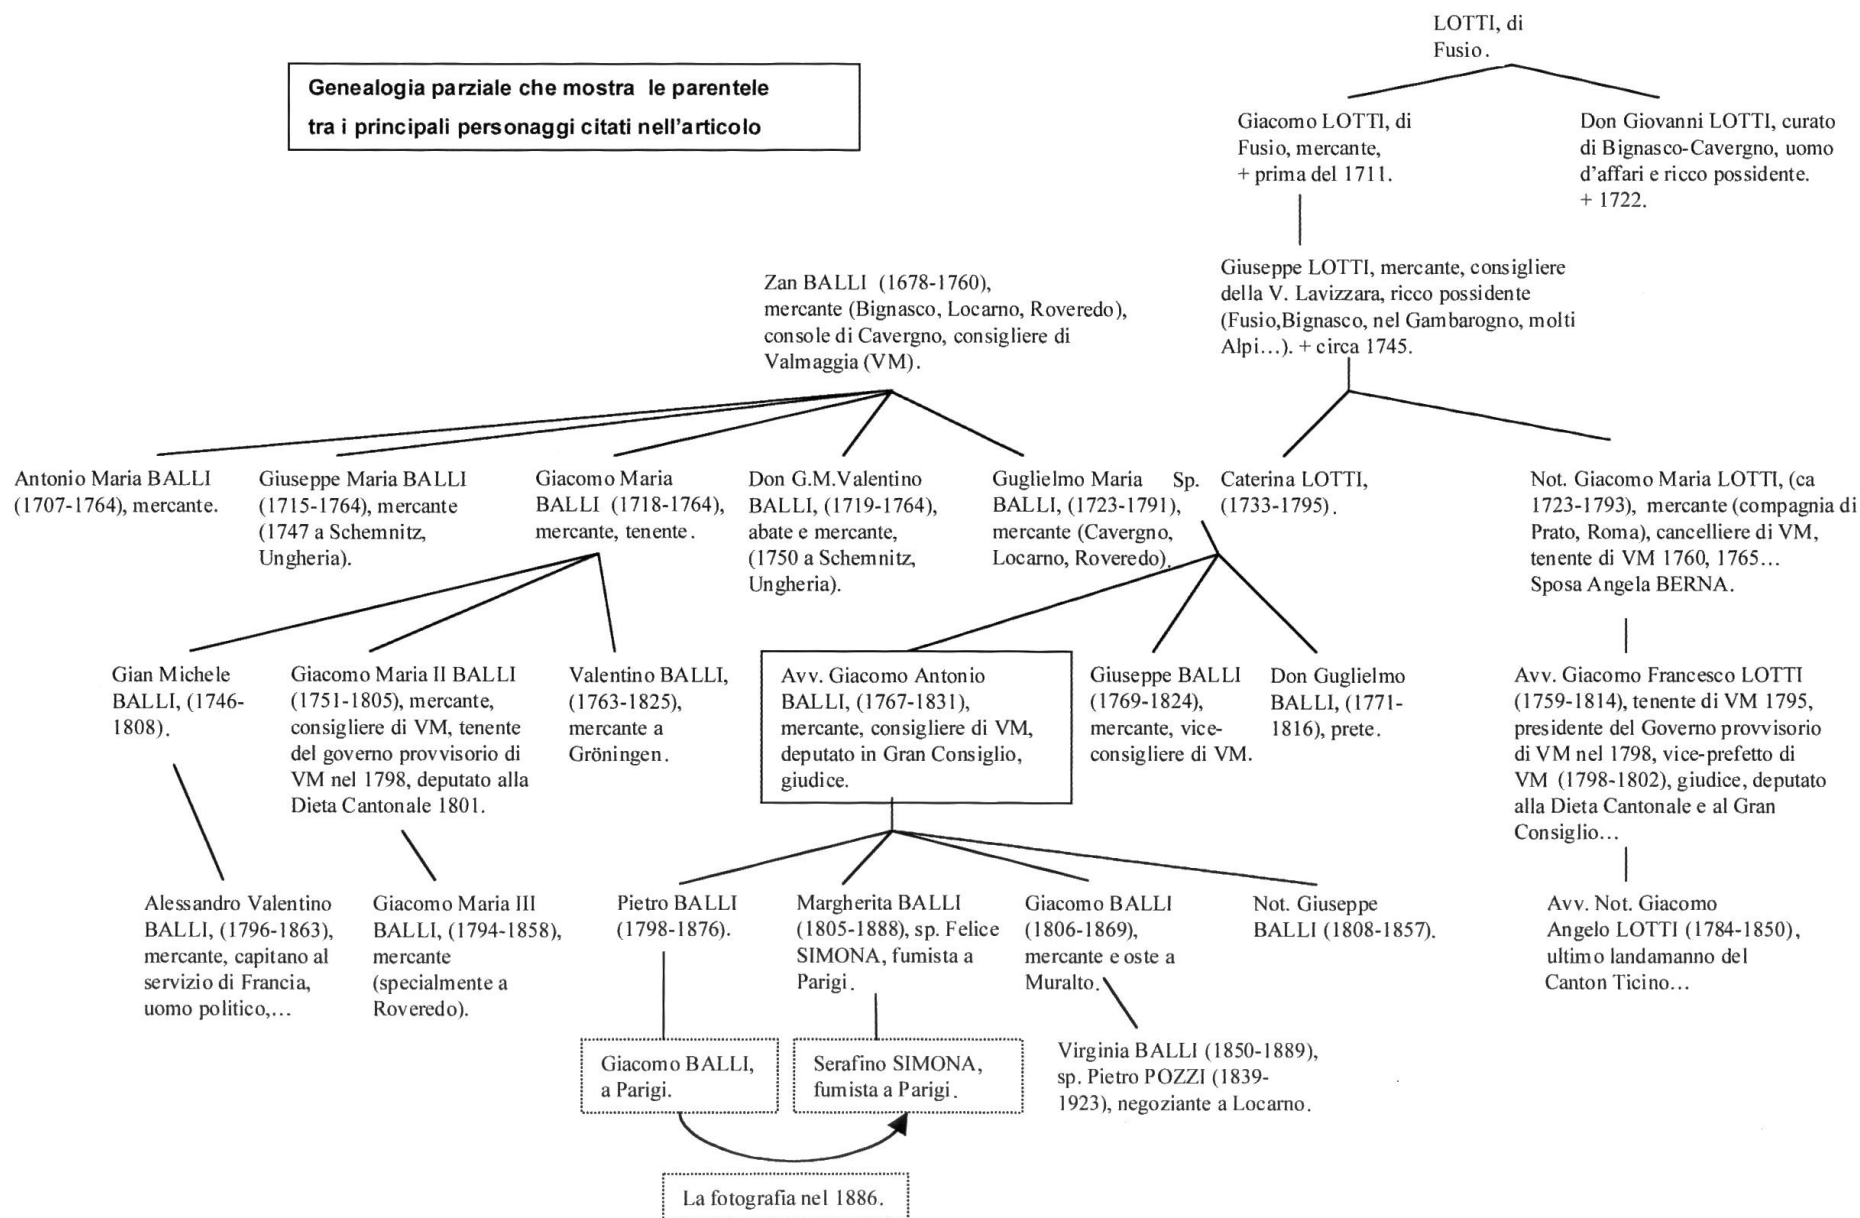 LOTTI, di
Fusio.
Genealogia parziale che mostra le parentele
tra i principali personaggi citati nell'articolo
Giacomo LOTTI, di
Fusio, mercante,
+ prima del 1711.
Don Giovanni LOTTI, curato
di Bignasco-Cavergno, uomo
d'affari e ricco possidente.
+ 1722.
Zan BALLI (1678-1760),
mercante (Bignasco, Locarno, Roveredo),
console di Cavergno, consigliere di
Valmaggia (VM).
Giuseppe LOTTI, mercante, consigliere
della V. Lavizzara, ricco possidente
(Fusio,Bignasco, nel Gambarogno, molti
Alpi...). + circa 1745.
Antonio Maria BALLI
(1707-1764), mercante.
Giuseppe Maria BALLI
(1715-1764), mercante
(1747 a Schemnitz,
Ungheria).
Giacomo Maria
BALLI (1718-1764),
mercante, tenente.
Don G.M.Valentino
BALLI, (1719-1764),
abate e mercante,
(1750 a Schemnitz,
Ungheria).
Guglielmo Maria Sp.
BALLI, (1723-1791),
mercante (Cavergno,
Locarno, Roveredo).
Caterina LOTTI,
(1733-1795).
Not. Giacomo Maria LOTTI, (ca
1723-1793), mercante (compagnia di
Prato, Roma), cancelliere di VM,
tenente di VM 1760, 1765...
Sposa Angela BERNA.
Gian Michele
BALLI, (1746-
1808).
Giacomo Maria II BALLI
(1751-1805), mercante,
consigliere di VM, tenente
del governo provvisorio di
VM nel 1798, deputato alla
Dieta Cantonale 1801.
Valentino BALLI,
(1763-1825),
mercante a
Gröningen.
Avv. Giacomo Antonio
BALLI, (1767-1831),
mercante, consigliere di VM,
deputato in Gran Consiglio,
giudice.
Giuseppe BALLI
(1769-1824),
mercante, vice-
consigliere di VM.
Don Guglielmo
BALLI, (1771-
1816), prete.
Avv. Giacomo Francesco LOTTI
(1759-1814), tenente di VM 1795,
presidente del Governo provvisorio
di VM nel 1798, vice-prefetto di
VM (1798-1802), giudice, deputato
alla Dieta Cantonale e al Gran
Consiglio...
Alessandro Valentino
BALLI, (1796-1863),
mercante, capitano al
servizio di Francia,
uomo politico,...
Giacomo Maria III
BALLI, (1794-1858),
mercante
(specialmente a
Roveredo).
Pietro BALLI
(1798-1876).
Margherita BALLI
(1805-1888), sp. Felice
SIMONA, fumista a
Parigi.
Giacomo BALLI
(1806-1869),
mercante e oste a
Muralto.
Not. Giuseppe
BALLI (1808-1857).
Avv. Not. Giacomo
Angelo LOTTI (1784-1850),
ultimo landamanno del
Canton Ticino...
Giacomo BALLI,
a Parigi.
Serafino SIMONA,
fumista a Parigi.
Virginia BALLI (1850-1889),
sp. Pietro POZZI (1839-
1923), negoziante a Locarno.
La fotografia nel 1886.